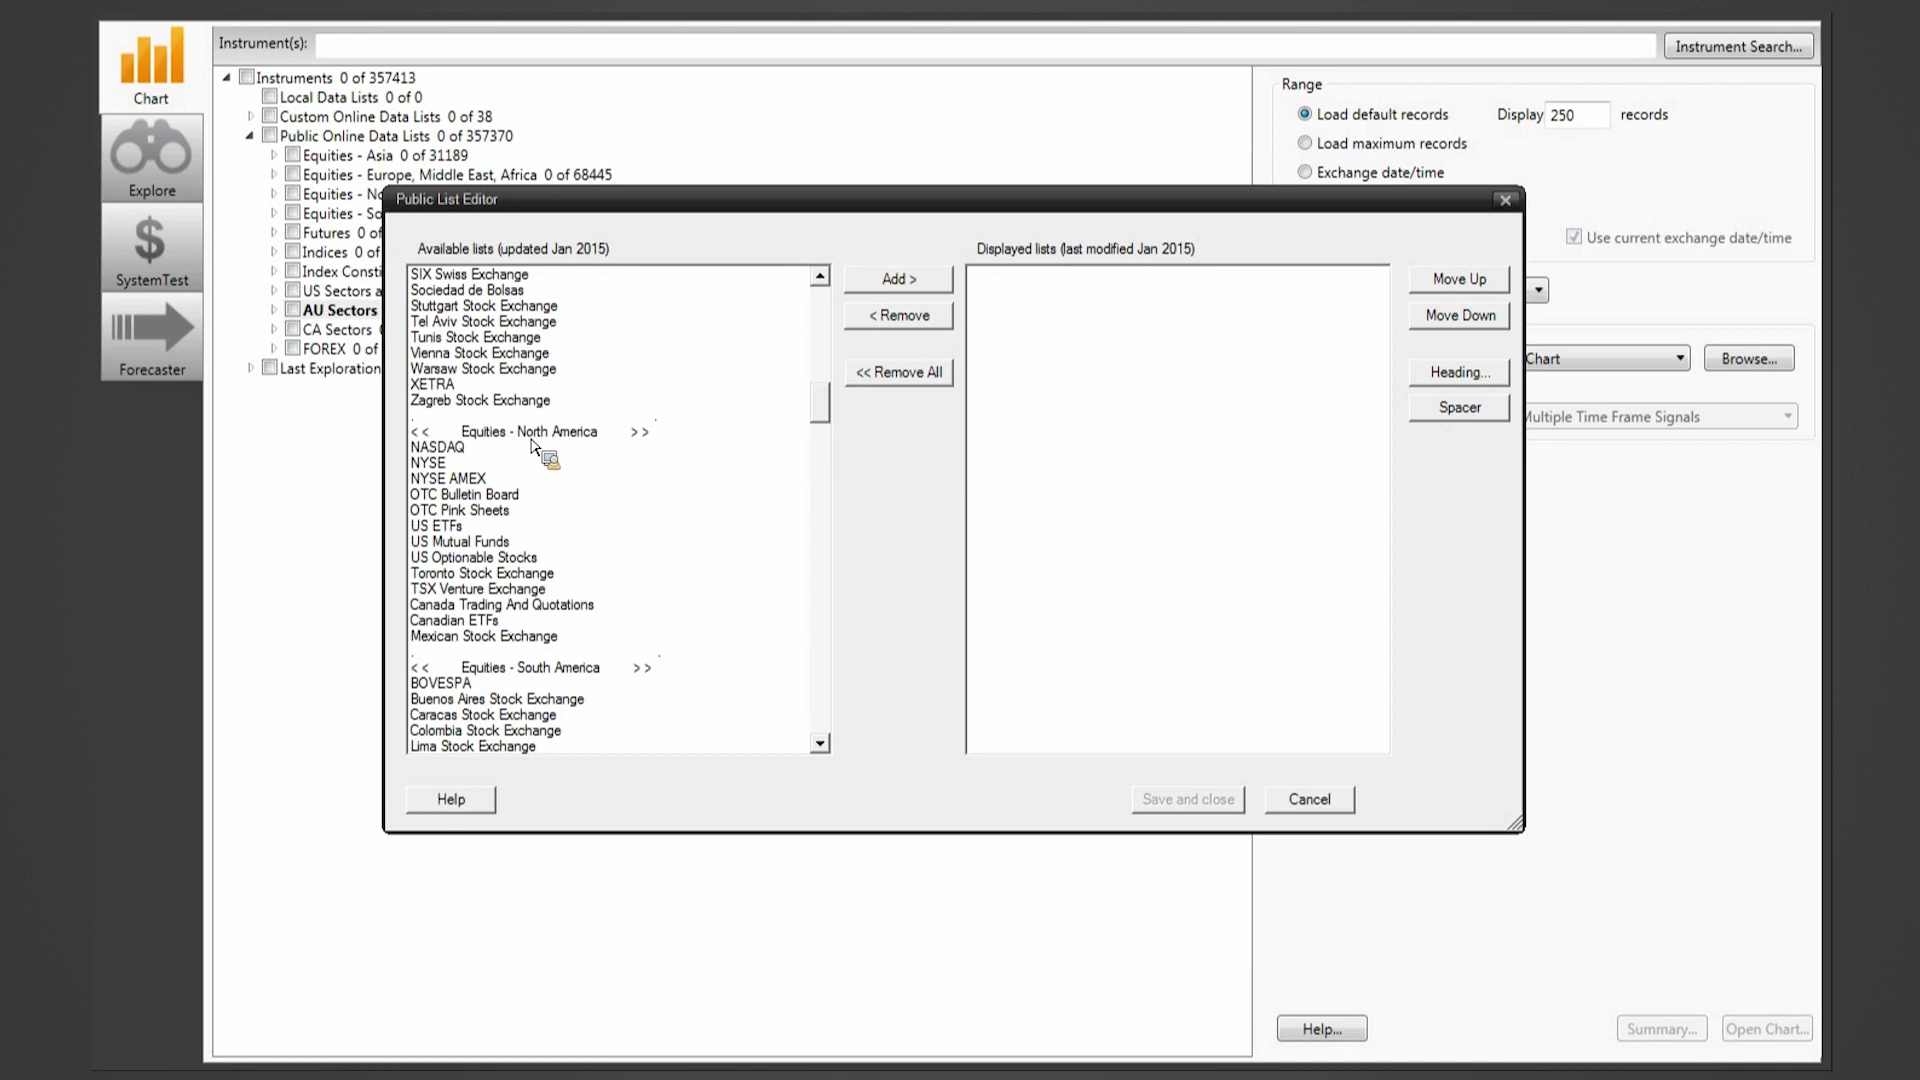 Chart
Explore
SystemTest
Forecaster
Instrument(s):
Instrument Search...
Instruments 0 of 357413
Local Data Lists 0 of 0
Custom Online Data Lists 0 of 38
Public Online Data Lists 0 of 357370
Equities - Asia 0 of 31189
Equities - Europe, Middle East, Africa 0 of 68445
Equities - No
Equities - So
Futures 0 of
Indices 0 of
Index Consti
US Sectors a
AU Sectors
CA Sectors
FOREX 0 of
Last Exploration
Range
Load default records
Display 250 records
Load maximum records
Exchange date/time
Use current exchange date/time
Chart
Browse...
Multiple Time Frame Signals
Help...
Summary...
Open Chart...
Public List Editor
Available lists (updated Jan 2015)
SIX Swiss Exchange
Sociedad de Bolsas
Stuttgart Stock Exchange
Tel Aviv Stock Exchange
Tunis Stock Exchange
Vienna Stock Exchange
Warsaw Stock Exchange
XETRA
Zagreb Stock Exchange
<< Equities - North America >>
NASDAQ
NYSE
NYSE AMEX
OTC Bulletin Board
OTC Pink Sheets
US ETFs
US Mutual Funds
US Optionable Stocks
Toronto Stock Exchange
TSX Venture Exchange
Canada Trading And Quotations
Canadian ETFs
Mexican Stock Exchange
<< Equities - South America >>
BOVESPA
Buenos Aires Stock Exchange
Caracas Stock Exchange
Colombia Stock Exchange
Lima Stock Exchange
Add >
< Remove
<< Remove All
Displayed lists (last modified Jan 2015)
Move Up
Move Down
Heading...
Spacer
Help
Save and close
Cancel